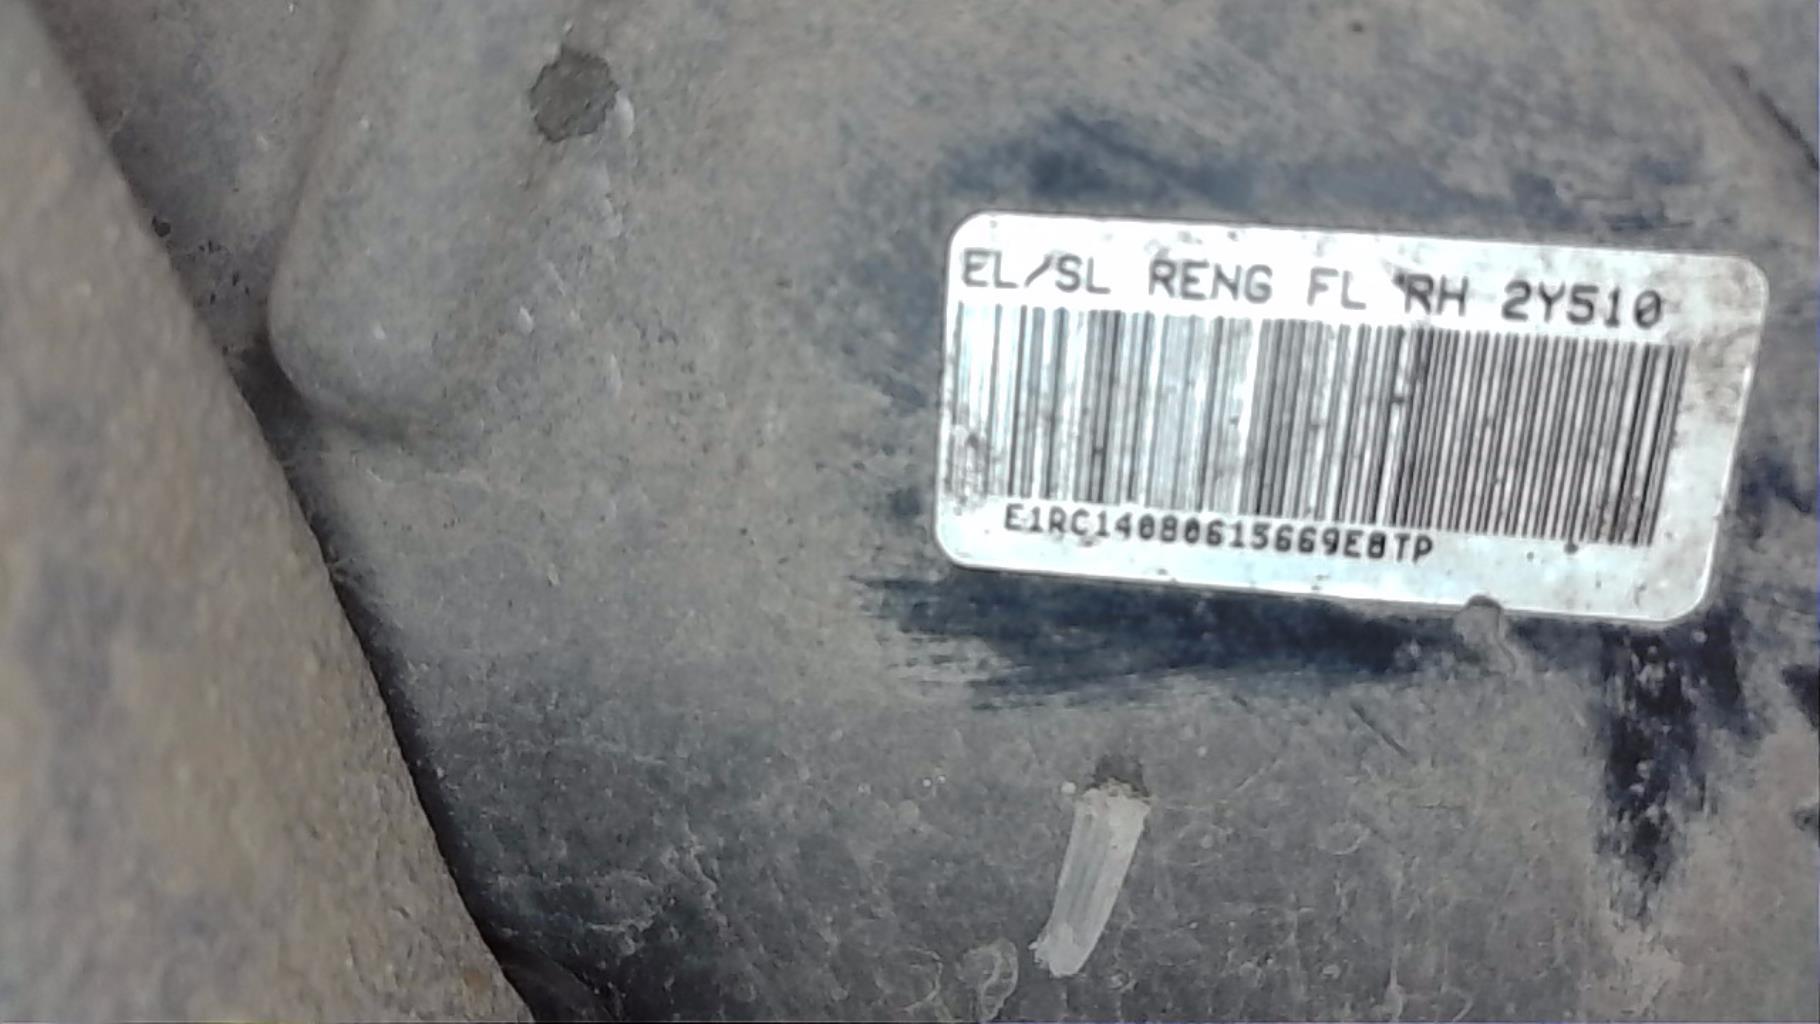 EL/SL RENG FL RH 2Y510
E1RC14080615669E8TP